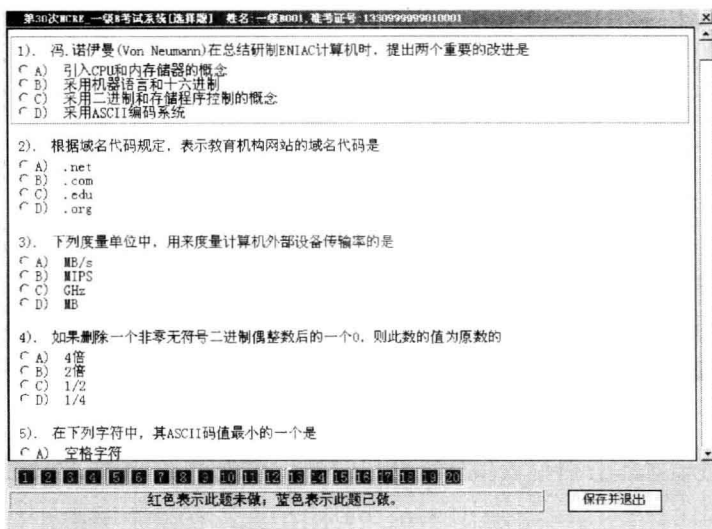 第30次NCRE_一级B考试系统[选择题] 姓名:一级B001,准考证号:1330999999010001
1). 冯.诺伊曼(Von Neumann)在总结研制ENIAC计算机时, 提出两个重要的改进是
A) 引入CPU和内存储器的概念
B) 采用机器语言和十六进制
C) 采用二进制和存储程序控制的概念
D) 采用ASCII编码系统
2). 根据域名代码规定, 表示教育机构网站的域名代码是
A) .net
B) .com
C) .edu
D) .org
3). 下列度量单位中, 用来度量计算机外部设备传输率的是
A) MB/s
B) MIPS
C) GHz
D) MB
4). 如果删除一个非零无符号二进制偶整数后的一个0, 则此数的值为原数的
A) 4倍
B) 2倍
C) 1/2
D) 1/4
5). 在下列字符中, 其ASCII码值最小的一个是
A) 空格字符
1 2 3 4 5 6 7 8 9 10 11 12 13 14 15 16 17 18 19 20
红色表示此题未做; 蓝色表示此题已做。
保存并退出